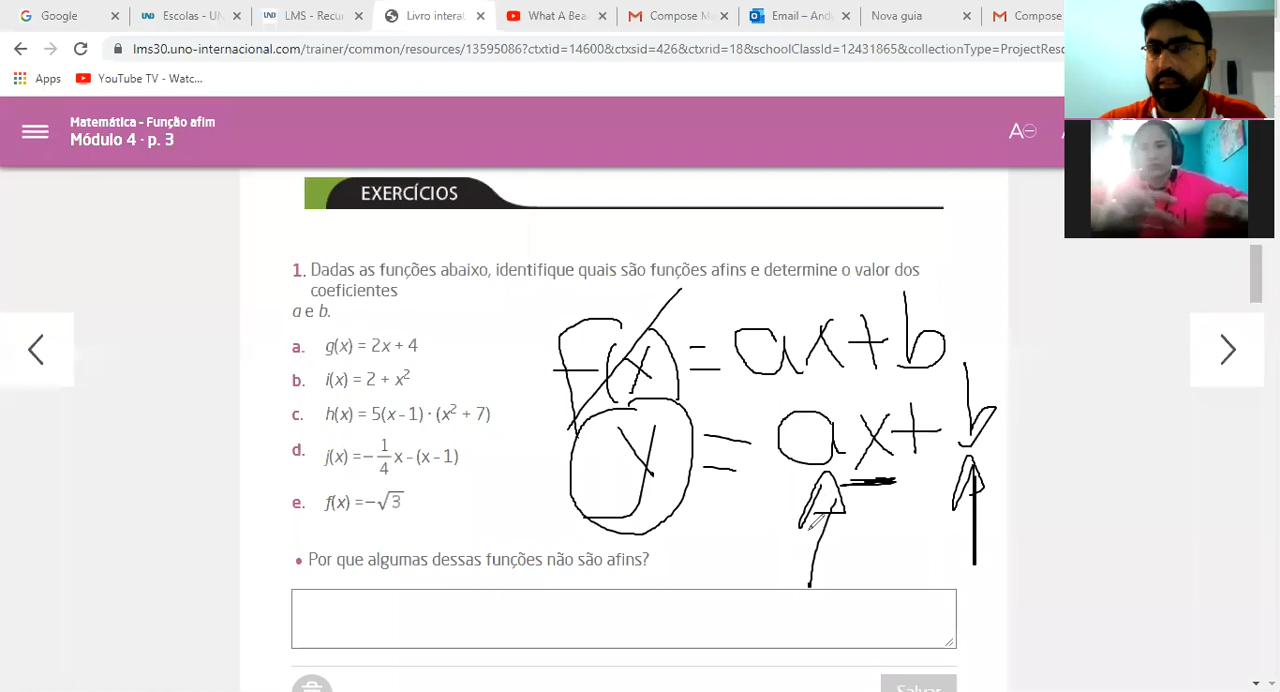 Google
Escolas - UN
LMS - Recu
Livro intera
What A Bea
Compose M
Email – And
Nova guia
Compose
lms30.uno-internacional.com/trainer/common/resources/13595086?ctxtid=14600&ctxsid=426&ctxrid=18&schoolClassId=12431865&collectionType=ProjectReso
Apps YouTube TV - Watc...
Matemática - Função afim
Módulo 4 · p. 3
A
EXERCÍCIOS
1. Dadas as funções abaixo, identifique quais são funções afins e determine o valor dos
coeficientes
a e b.
a. g(x) = 2x + 4
b. i(x) = 2 + x²
c. h(x) = 5(x - 1) · (x² + 7)
d. j(x) = - 1/4 x - (x - 1)
e. f(x) = -√3
f(x) = ax + b
y = ax + b
• Por que algumas dessas funções não são afins?
Salvar